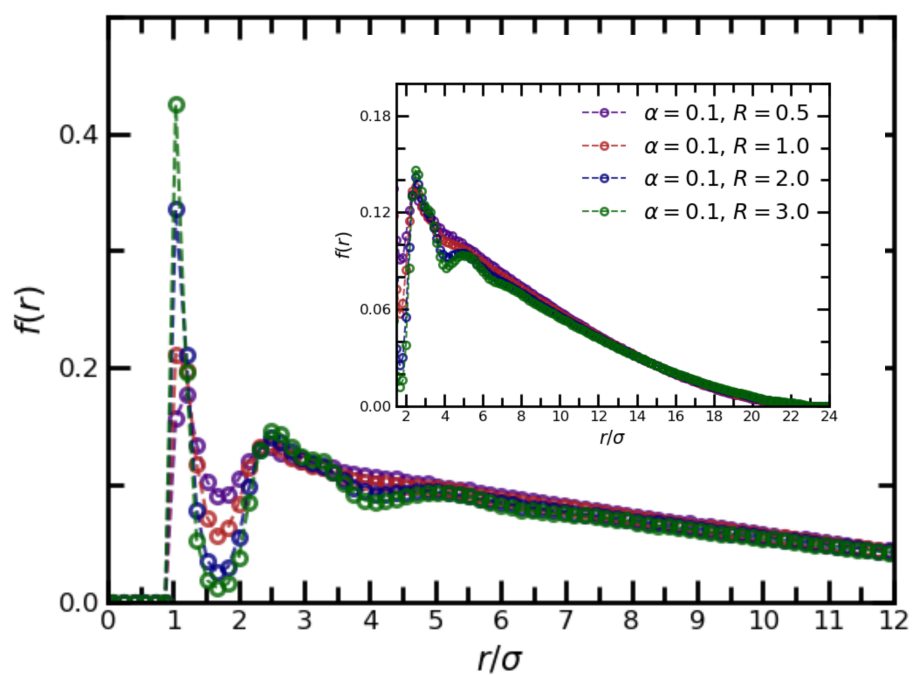 0.4
0.2
0.0
f(r)
0 1 2 3 4 5 6 7 8 9 10 11 12
r/σ
0.18
0.12
0.06
0.00
f(r)
α = 0.1, R = 0.5
α = 0.1, R = 1.0
α = 0.1, R = 2.0
α = 0.1, R = 3.0
2 4 6 8 10 12 14 16 18 20 22 24
r/σ